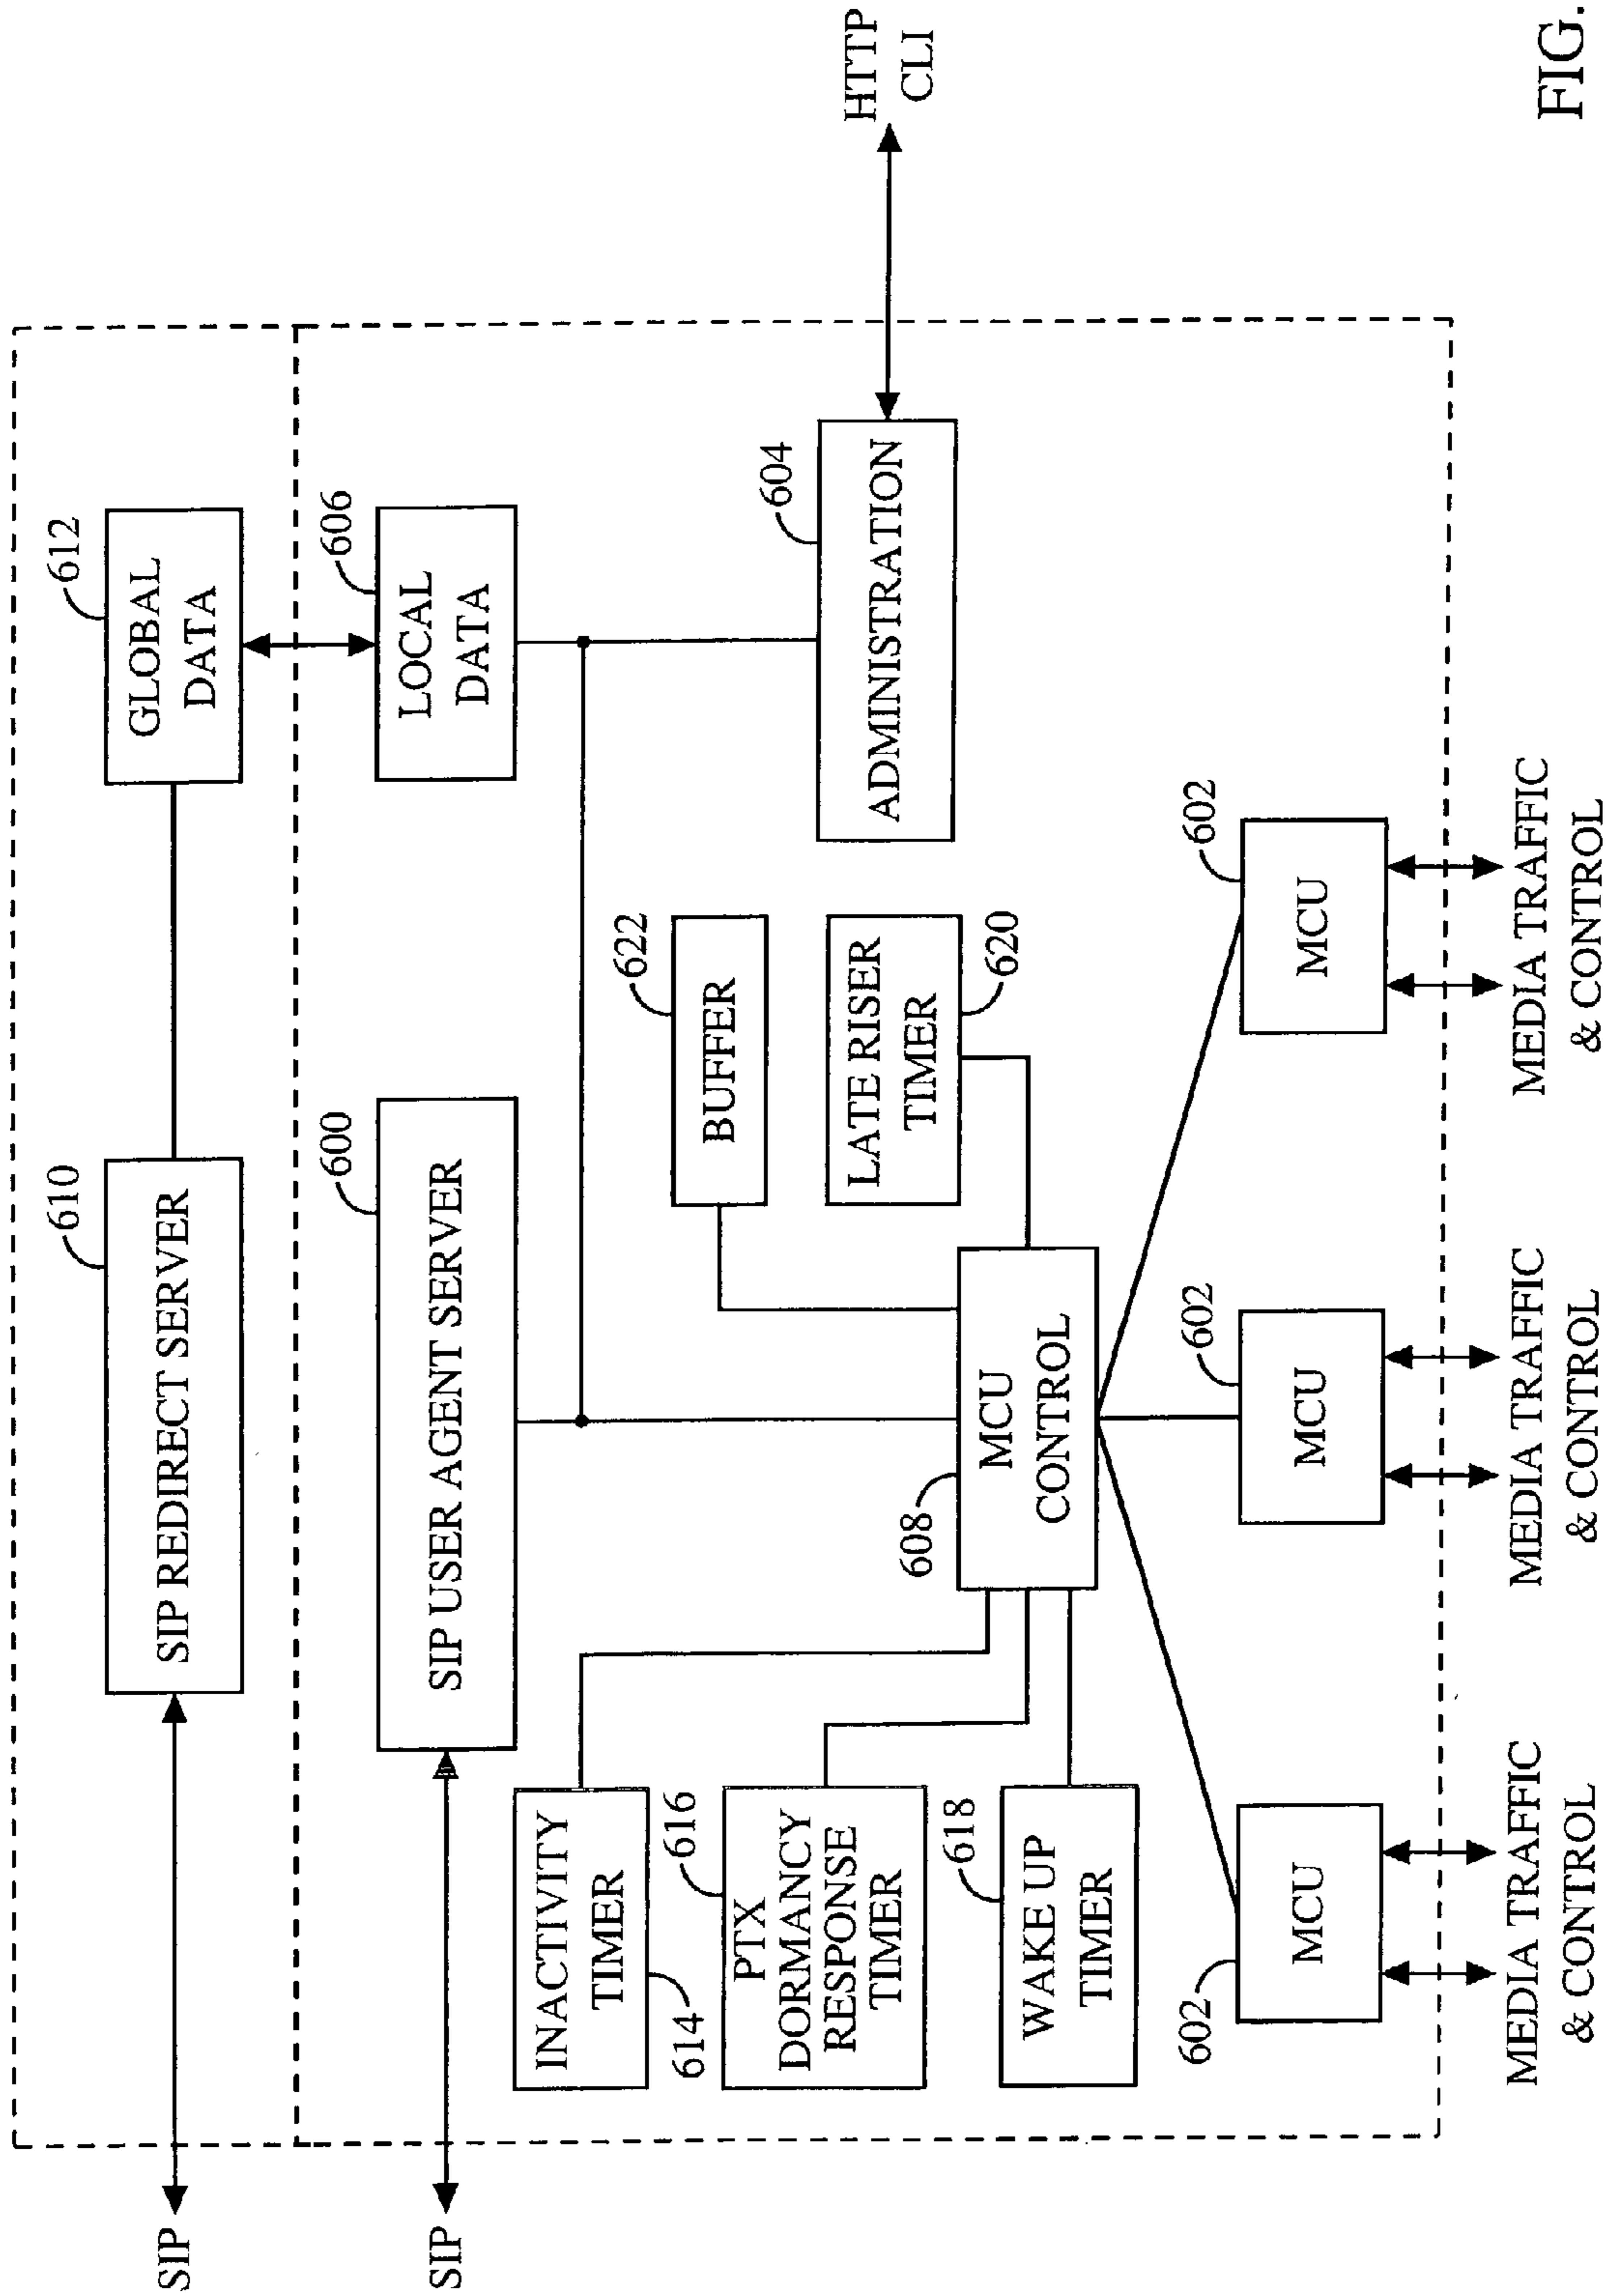 SIP
610
SIP REDIRECT SERVER
612
GLOBAL
DATA
SIP
600
SIP USER AGENT SERVER
606
LOCAL
DATA
INACTIVITY
TIMER
614
616
PTX
DORMANCY
RESPONSE
TIMER
618
WAKE UP
TIMER
622
BUFFER
LATE RISER
TIMER
620
604
ADMINISTRATION
HTTP
CLI
608
MCU
CONTROL
602
MCU
602
MCU
602
MCU
MEDIA TRAFFIC
& CONTROL
MEDIA TRAFFIC
& CONTROL
MEDIA TRAFFIC
& CONTROL
FIG.